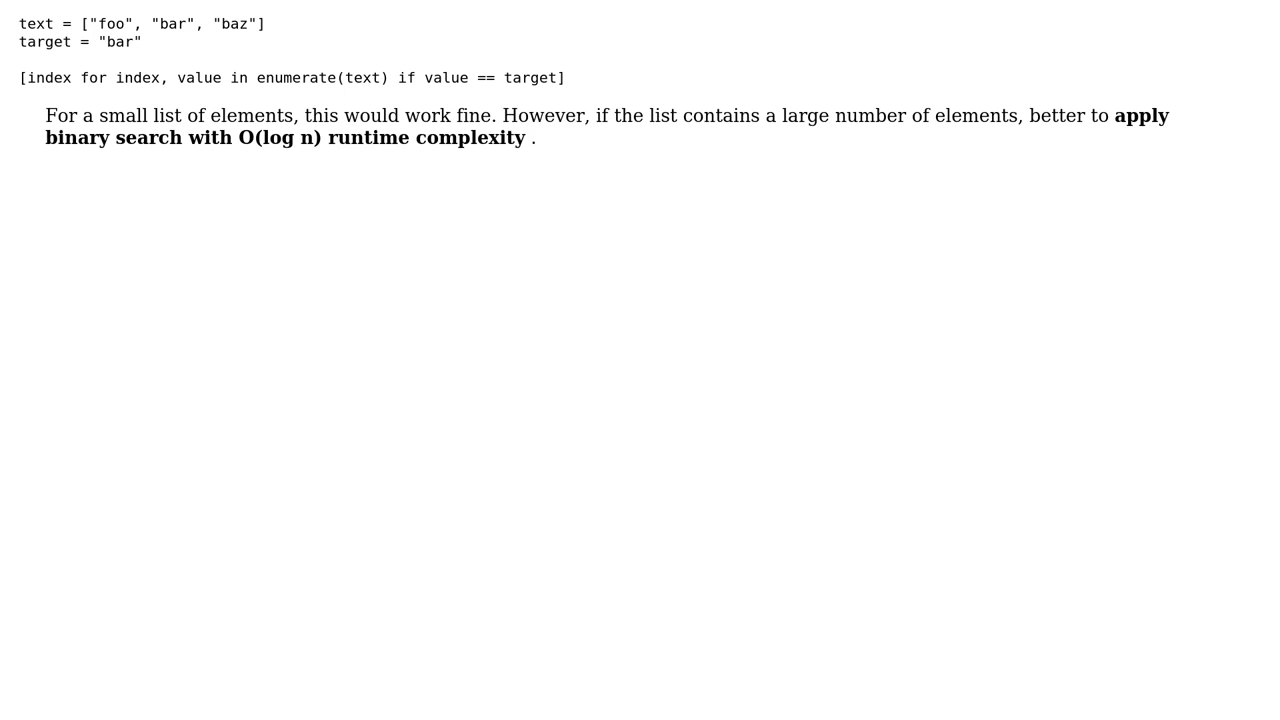 text = ["foo", "bar", "baz"]
target = "bar"
[index for index, value in enumerate(text) if value == target]
For a small list of elements, this would work fine. However, if the list contains a large number of elements, better to apply
binary search with O(log n) runtime complexity .